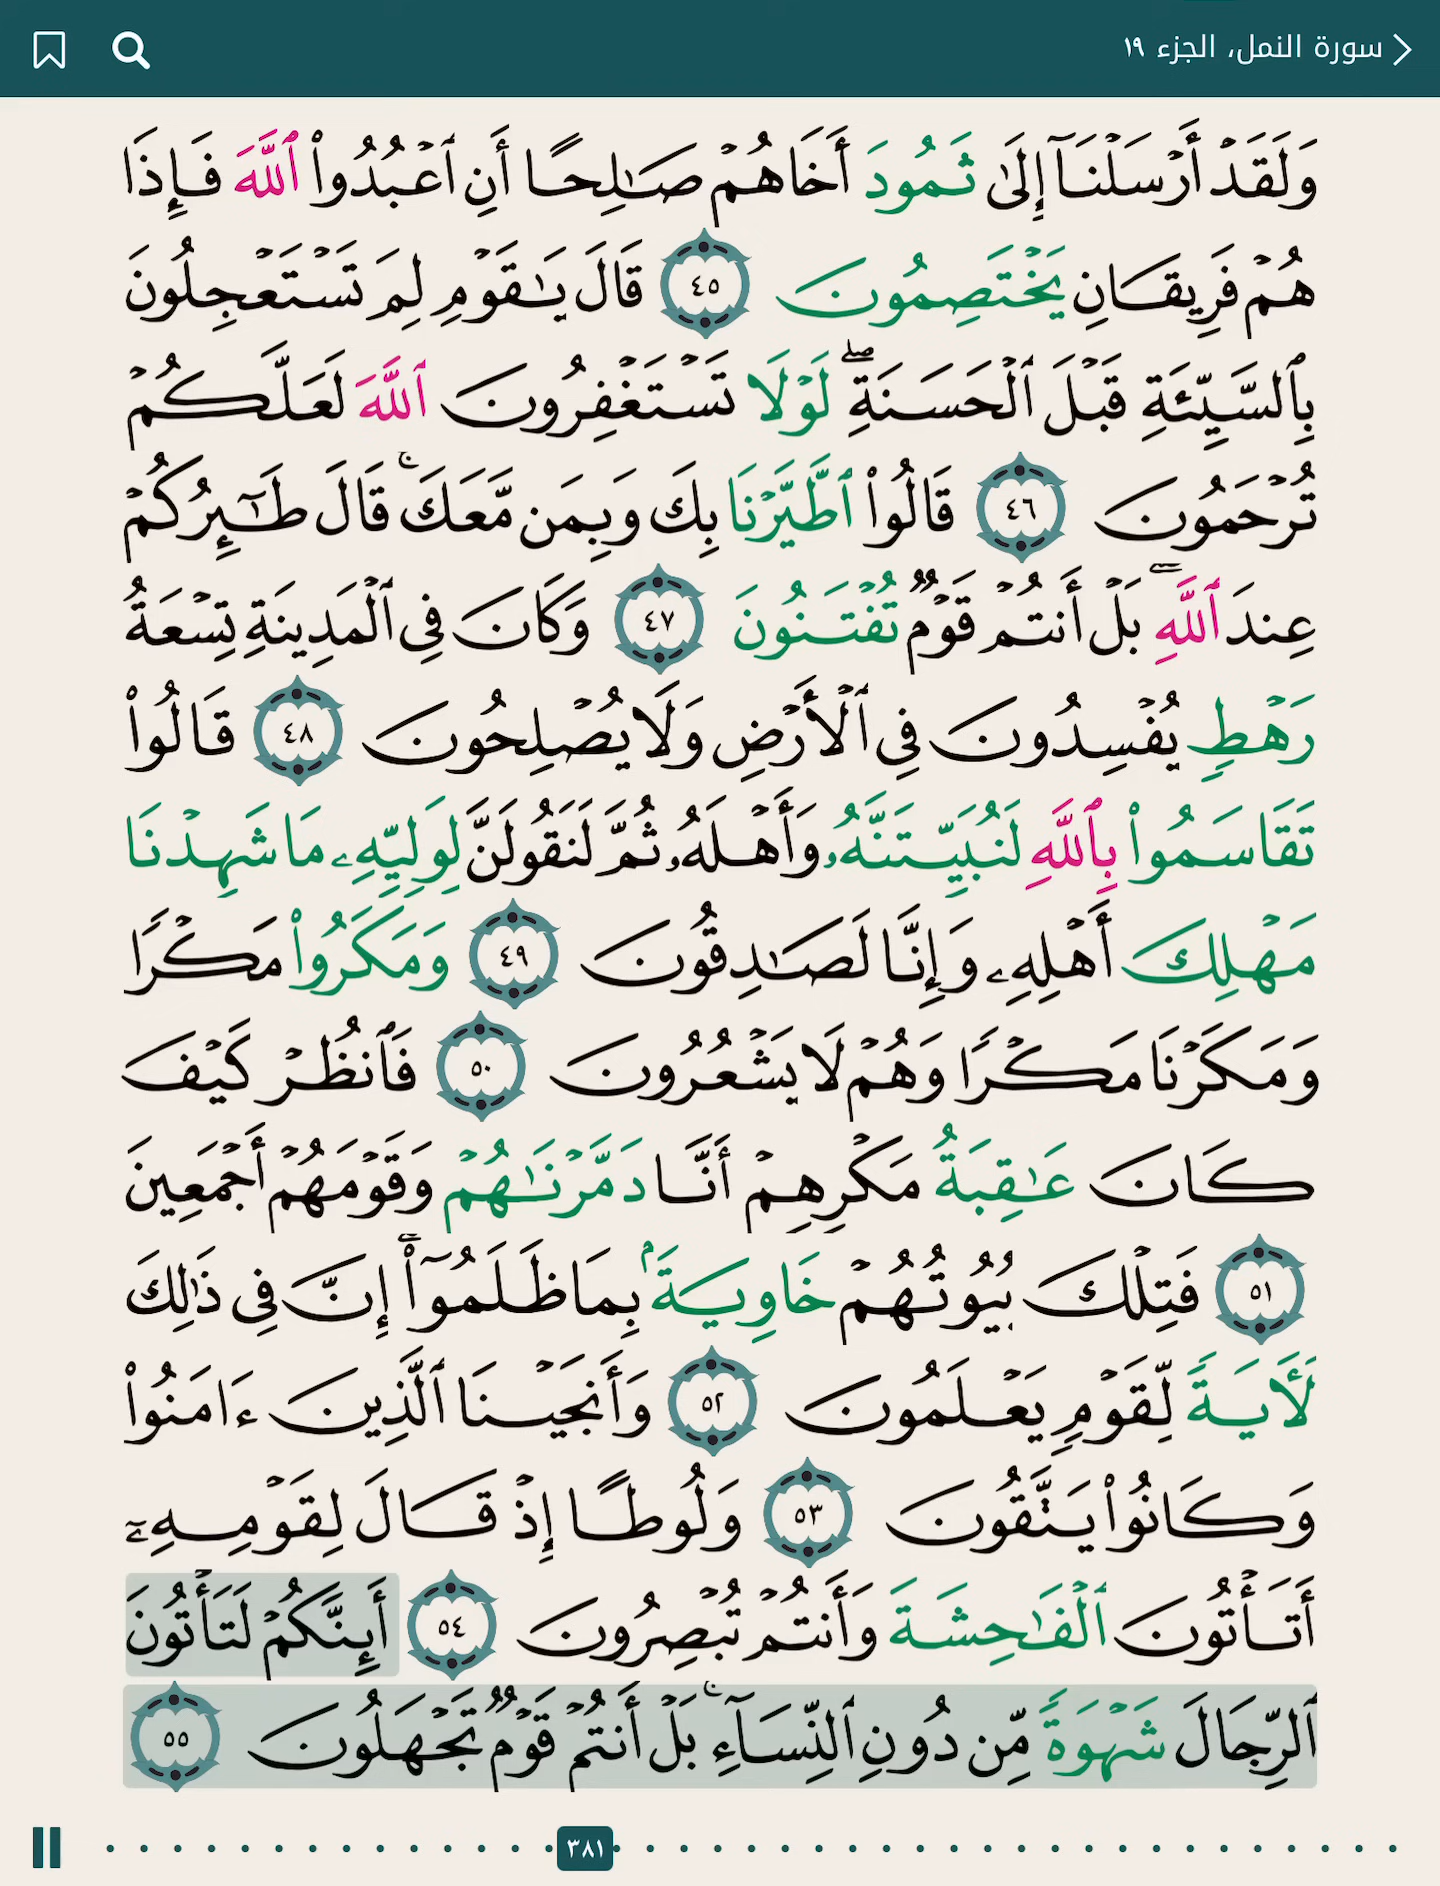 سورة النمل، الجزء ١٩
وَلَقَدْ أَرْسَلْنَآ إِلَىٰ ثَمُودَ أَخَاهُمْ صَٰلِحًا أَنِ ٱعْبُدُوا۟ ٱللَّهَ فَإِذَا
هُمْ فَرِيقَانِ يَخْتَصِمُونَ ٤٥ قَالَ يَٰقَوْمِ لِمَ تَسْتَعْجِلُونَ
بِٱلسَّيِّئَةِ قَبْلَ ٱلْحَسَنَةِۖ لَوْلَا تَسْتَغْفِرُونَ ٱللَّهَ لَعَلَّكُمْ
تُرْحَمُونَ ٤٦ قَالُوا۟ ٱطَّيَّرْنَا بِكَ وَبِمَن مَّعَكَۚ قَالَ طَٰٓئِرُكُمْ
عِندَ ٱللَّهِۖ بَلْ أَنتُمْ قَوْمٌ تُفْتَنُونَ ٤٧ وَكَانَ فِى ٱلْمَدِينَةِ تِسْعَةُ
رَهْطٍ يُفْسِدُونَ فِى ٱلْأَرْضِ وَلَا يُصْلِحُونَ ٤٨ قَالُوا۟
تَقَاسَمُوا۟ بِٱللَّهِ لَنُبَيِّتَنَّهُۥ وَأَهْلَهُۥ ثُمَّ لَنَقُولَنَّ لِوَلِيِّهِۦ مَا شَهِدْنَا
مَهْلِكَ أَهْلِهِۦ وَإِنَّا لَصَٰدِقُونَ ٤٩ وَمَكَرُوا۟ مَكْرًا
وَمَكَرْنَا مَكْرًا وَهُمْ لَا يَشْعُرُونَ ٥٠ فَٱنظُرْ كَيْفَ
كَانَ عَٰقِبَةُ مَكْرِهِمْ أَنَّا دَمَّرْنَٰهُمْ وَقَوْمَهُمْ أَجْمَعِينَ
٥١ فَتِلْكَ بُيُوتُهُمْ خَاوِيَةًۢ بِمَا ظَلَمُوٓا۟ۗ إِنَّ فِى ذَٰلِكَ
لَءَايَةً لِّقَوْمٍ يَعْلَمُونَ ٥٢ وَأَنجَيْنَا ٱلَّذِينَ ءَامَنُوا۟
وَكَانُوا۟ يَتَّقُونَ ٥٣ وَلُوطًا إِذْ قَالَ لِقَوْمِهِۦٓ
أَتَأْتُونَ ٱلْفَٰحِشَةَ وَأَنتُمْ تُبْصِرُونَ ٥٤ أَئِنَّكُمْ لَتَأْتُونَ
ٱلرِّجَالَ شَهْوَةً مِّن دُونِ ٱلنِّسَآءِۚ بَلْ أَنتُمْ قَوْمٌ تَجْهَلُونَ ٥٥
٣٨١